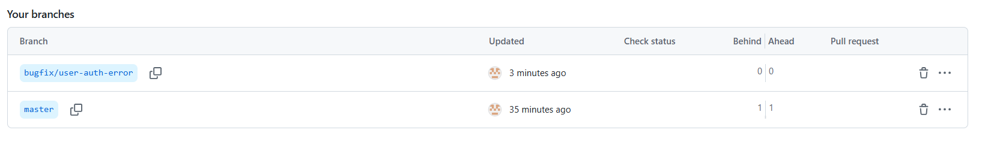 Your branches
Branch Updated Check status Behind Ahead Pull request
bugfix/user-auth-error 3 minutes ago 0 0
master 35 minutes ago 1 1